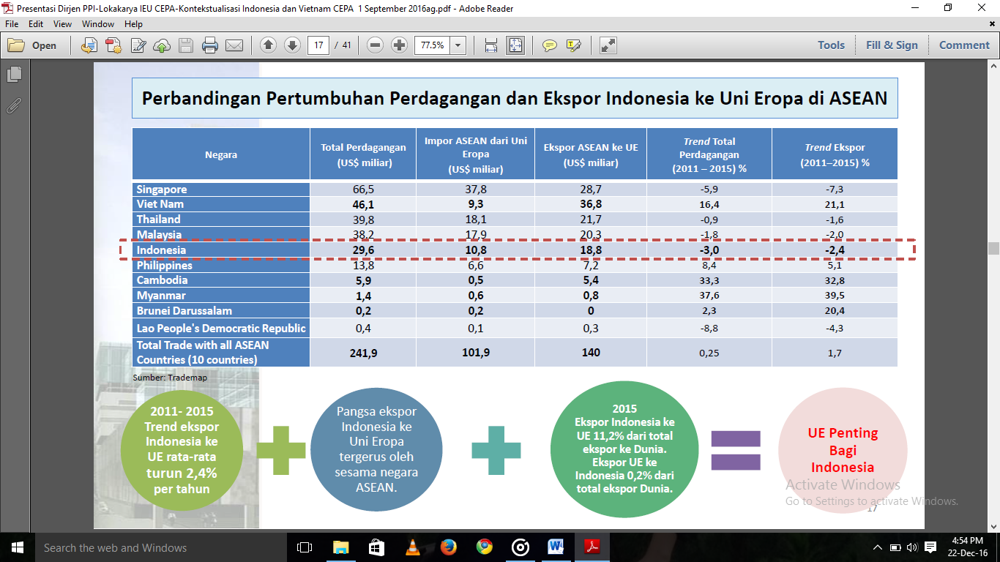 Presentasi Dirjen PPI-Lokakarya IEU CEPA-Kontekstualisasi Indonesia dan Vietnam CEPA 1 September 2016ag.pdf - Adobe Reader
File Edit View Window Help
Open 17 / 41 77.5% Tools Fill & Sign Comment
Perbandingan Pertumbuhan Perdagangan dan Ekspor Indonesia ke Uni Eropa di ASEAN
Negara
Total Perdagangan
(US$ miliar)
Impor ASEAN dari Uni
Eropa
(US$ miliar)
Ekspor ASEAN ke UE
(US$ miliar)
Trend Total
Perdagangan
(2011 – 2015) %
Trend Ekspor
(2011–2015) %
Singapore 66,5 37,8 28,7 -5,9 -7,3
Viet Nam 46,1 9,3 36,8 16,4 21,1
Thailand 39,8 18,1 21,7 -0,9 -1,6
Malaysia 38,2 17,9 20,3 -1,8 -2,0
Indonesia 29,6 10,8 18,8 -3,0 -2,4
Philippines 13,8 6,6 7,2 8,4 5,1
Cambodia 5,9 0,5 5,4 33,3 32,8
Myanmar 1,4 0,6 0,8 37,6 39,5
Brunei Darussalam 0,2 0,2 0 2,3 20,4
Lao People's Democratic Republic 0,4 0,1 0,3 -8,8 -4,3
Total Trade with all ASEAN
Countries (10 countries) 241,9 101,9 140 0,25 1,7
Sumber: Trademap
2011- 2015
Trend ekspor
Indonesia ke
UE rata-rata
turun 2,4%
per tahun
Pangsa ekspor
Indonesia ke
Uni Eropa
tergerus oleh
sesama negara
ASEAN.
2015
Ekspor Indonesia ke
UE 11,2% dari total
ekspor ke Dunia.
Ekspor UE ke
Indonesia 0,2% dari
total ekspor Dunia.
UE Penting
Bagi
Indonesia
Activate Windows
Go to Settings to activate Windows.
17
Search the web and Windows
4:54 PM
22-Dec-16